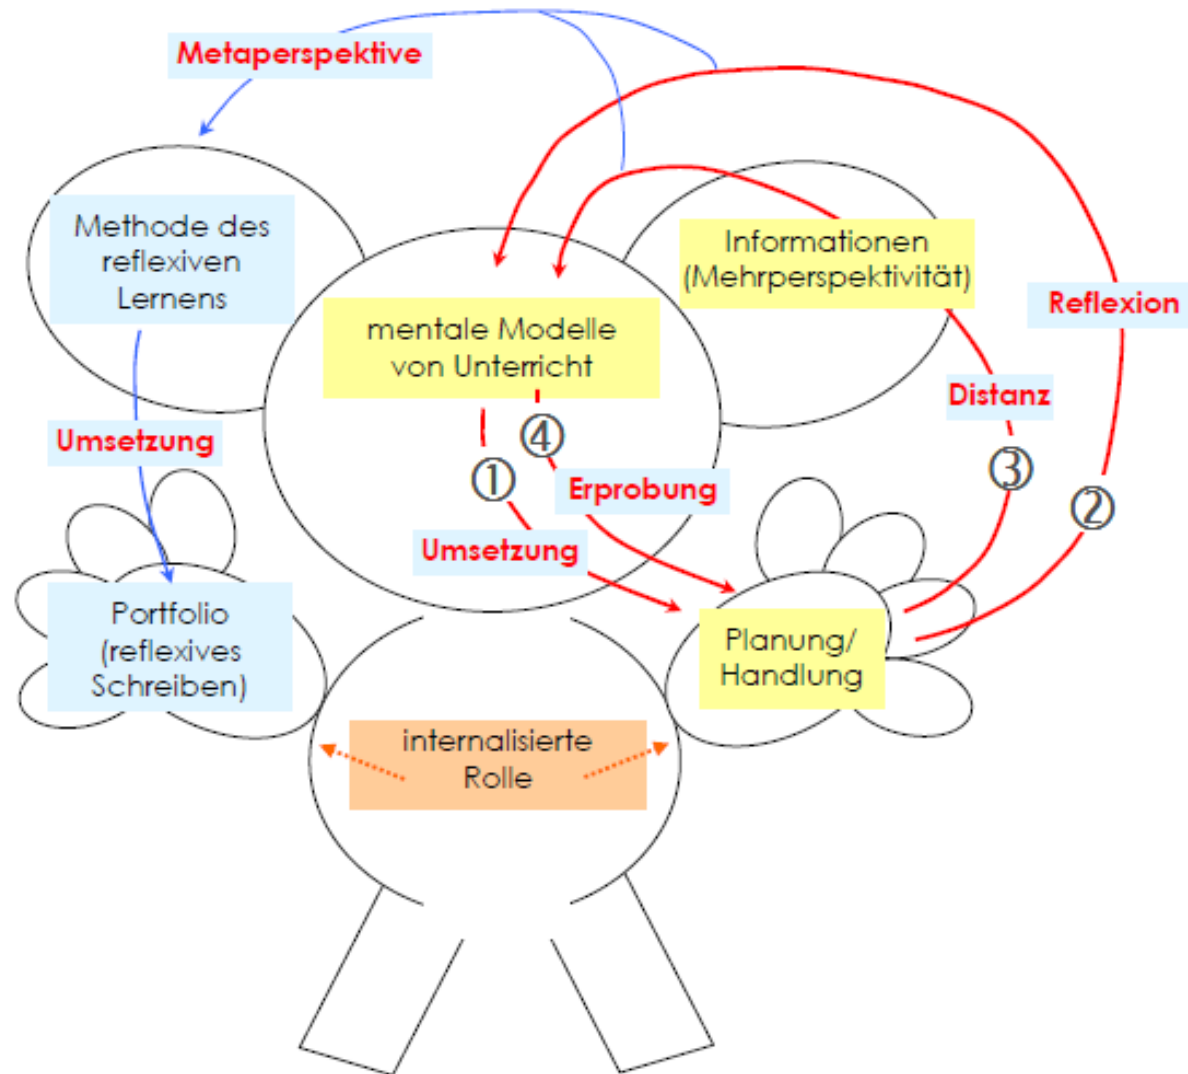 Metaperspektive
Methode des
reflexiven
Lernens
Informationen
(Mehrperspektivität)
Reflexion
mentale Modelle
von Unterricht
Distanz
Umsetzung
④
①
Erprobung
③
②
Umsetzung
Portfolio
(reflexives
Schreiben)
Planung/
Handlung
internalisierte
Rolle